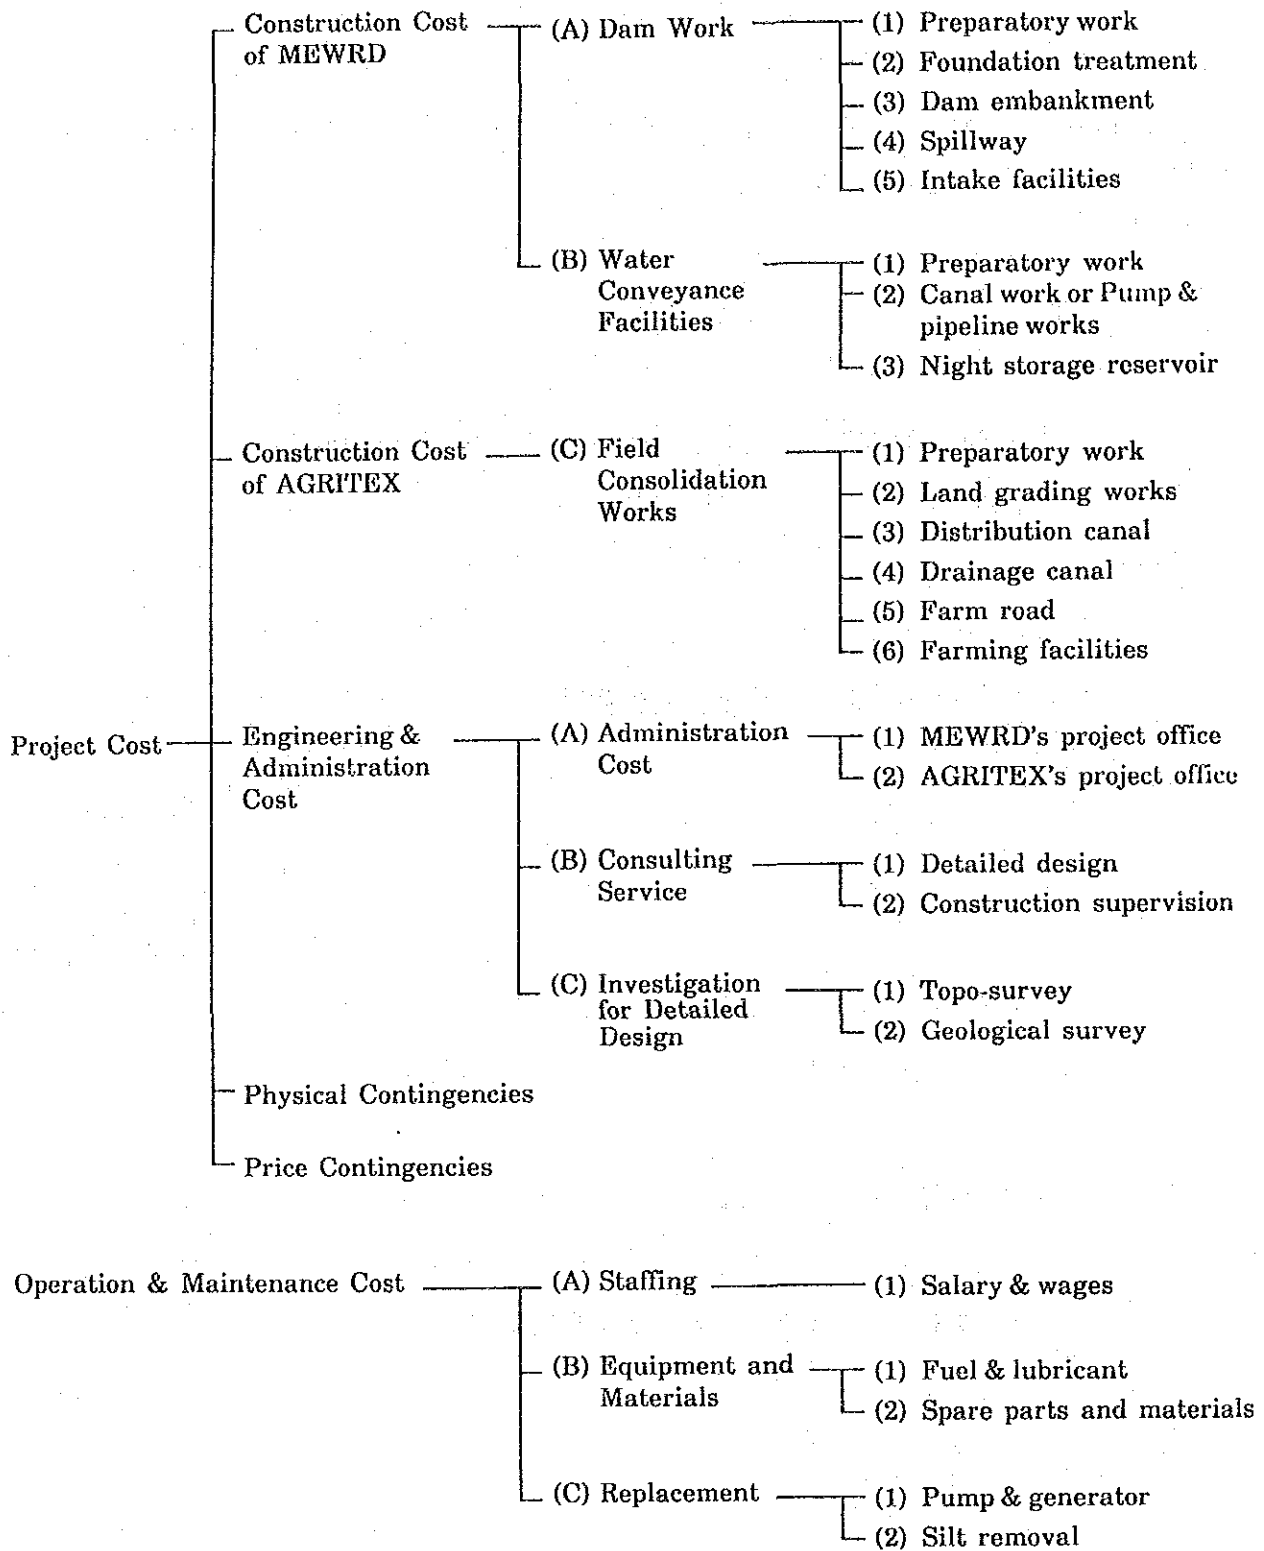 Construction Cost
of MEWRD
(A) Dam Work
(1) Preparatory work
(2) Foundation treatment
(3) Dam embankment
(4) Spillway
(5) Intake facilities
(B) Water
Conveyance
Facilities
(1) Preparatory work
(2) Canal work or Pump &
pipeline works
(3) Night storage reservoir
Construction Cost
of AGRITEX
(C) Field
Consolidation
Works
(1) Preparatory work
(2) Land grading works
(3) Distribution canal
(4) Drainage canal
(5) Farm road
(6) Farming facilities
Project Cost
Engineering &
Administration
Cost
(A) Administration
Cost
(1) MEWRD's project office
(2) AGRITEX's project office
(B) Consulting
Service
(1) Detailed design
(2) Construction supervision
(C) Investigation
for Detailed
Design
(1) Topo-survey
(2) Geological survey
Physical Contingencies
Price Contingencies
Operation & Maintenance Cost
(A) Staffing
(1) Salary & wages
(B) Equipment and
Materials
(1) Fuel & lubricant
(2) Spare parts and materials
(C) Replacement
(1) Pump & generator
(2) Silt removal